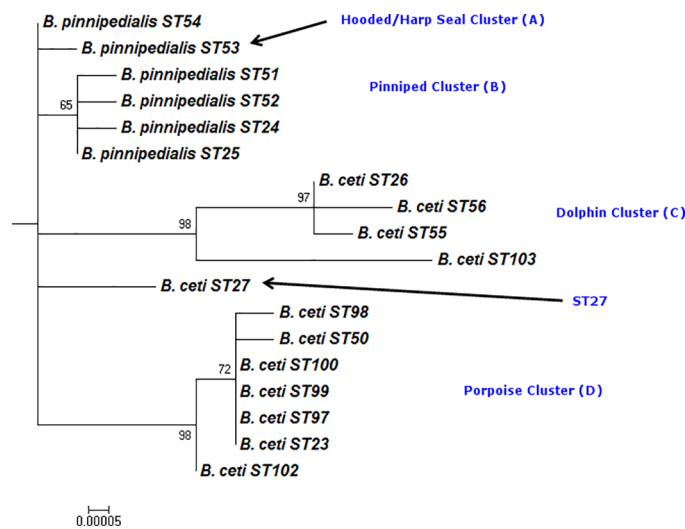 B. pinnipedialis ST54
Hooded/Harp Seal Cluster (A)
B. pinnipedialis ST53
B. pinnipedialis ST51
Pinniped Cluster (B)
65
B. pinnipedialis ST52
B. pinnipedialis ST24
B. pinnipedialis ST25
B. ceti ST26
97
B. ceti ST56
Dolphin Cluster (C)
98
B. ceti ST55
B. ceti ST103
B. ceti ST27
ST27
B. ceti ST98
B. ceti ST50
B. ceti ST100
72
B. ceti ST99
Porpoise Cluster (D)
B. ceti ST97
B. ceti ST23
98
B. ceti ST102
0.00005